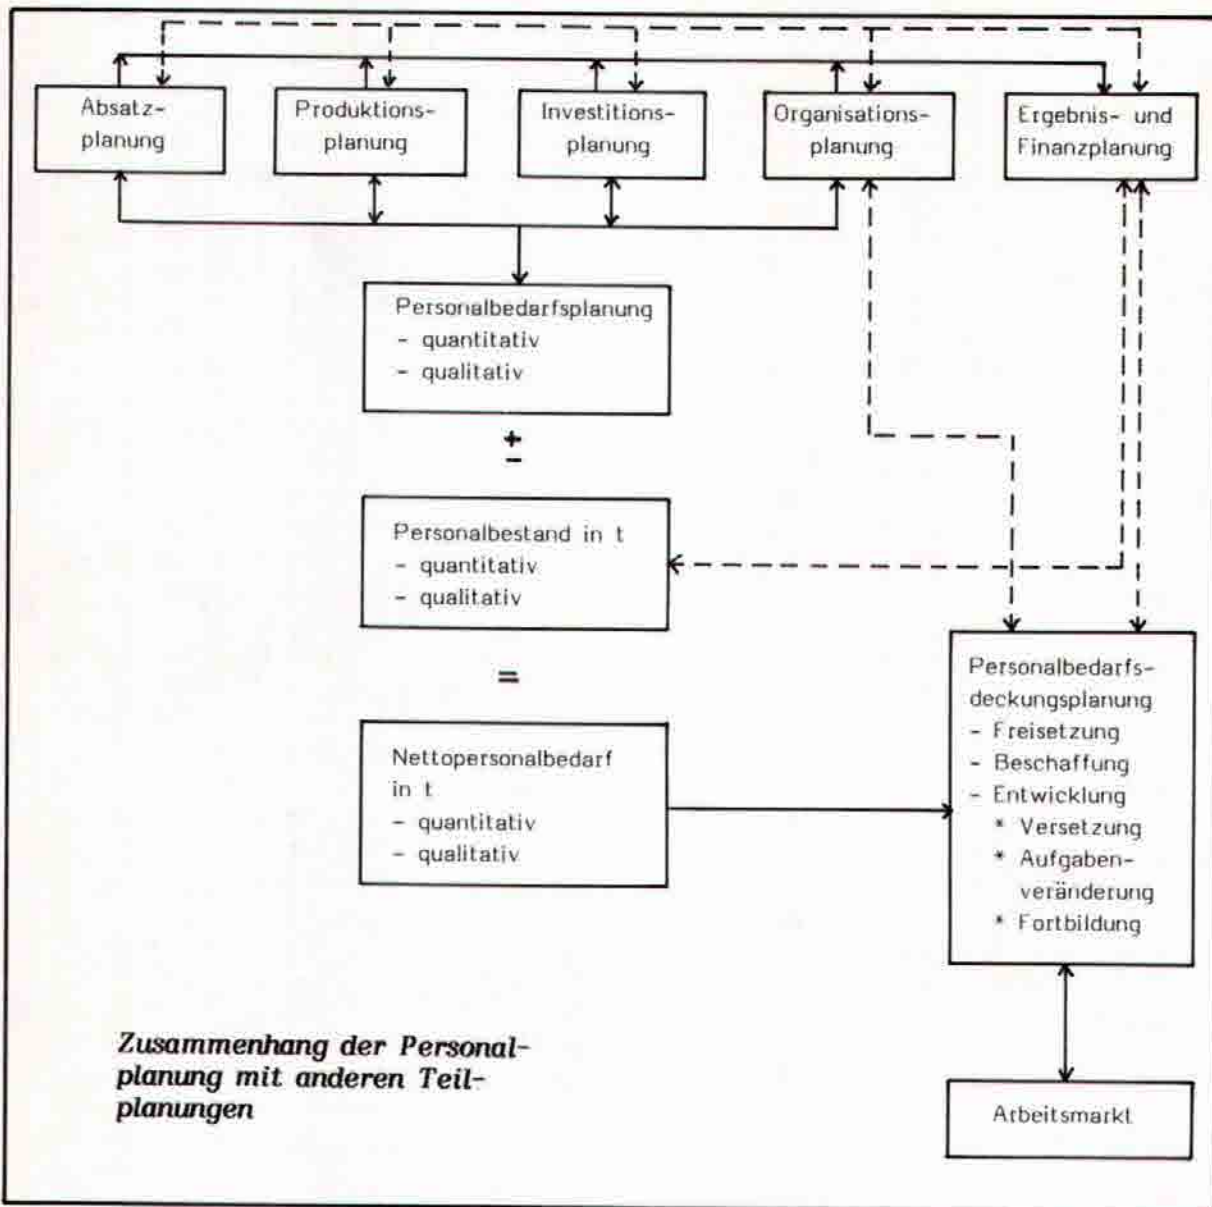 Absatz-
planung
Produktions-
planung
Investitions-
planung
Organisations-
planung
Ergebnis- und
Finanzplanung
Personalbedarfsplanung
- quantitativ
- qualitativ
+
-
Personalbestand in t
- quantitativ
- qualitativ
=
Nettopersonalbedarf
in t
- quantitativ
- qualitativ
Personalbedarfs-
deckungsplanung
- Freisetzung
- Beschaffung
- Entwicklung
* Versetzung
* Aufgaben-
veränderung
* Fortbildung
Arbeitsmarkt
Zusammenhang der Personal-
planung mit anderen Teil-
planungen